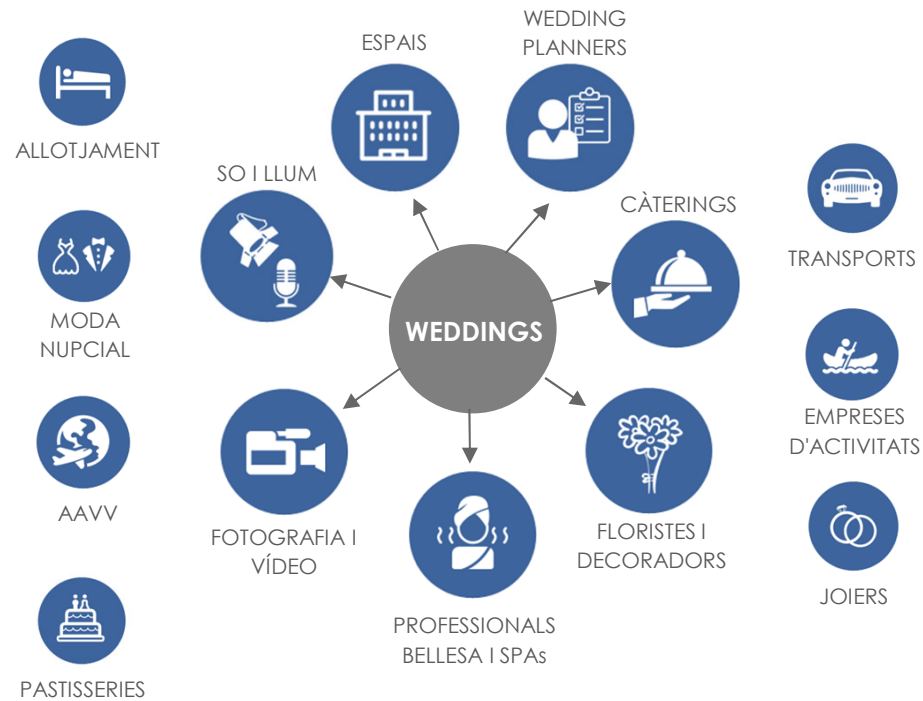 WEDDING
PLANNERS
ESPAIS
ALLOTJAMENT
SO I LLUM
CÀTERINGS
TRANSPORTS
MODA
NUPCIAL
WEDDINGS
EMPRESES
D'ACTIVITATS
AAVV
FOTOGRAFIA I
VÍDEO
FLORISTES I
DECORADORS
JOIERS
PROFESSIONALS
BELLESA I SPAs
PASTISSERIES